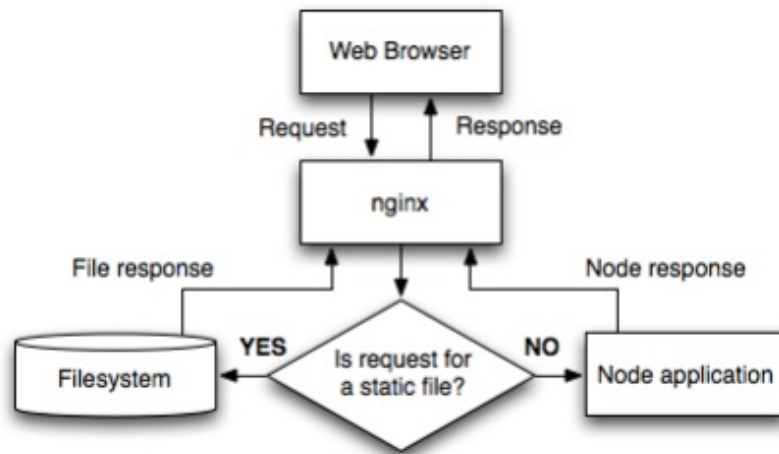 Web Browser
Request
Response
nginx
File response
Node response
YES
NO
Is request for
a static file?
Filesystem
Node application